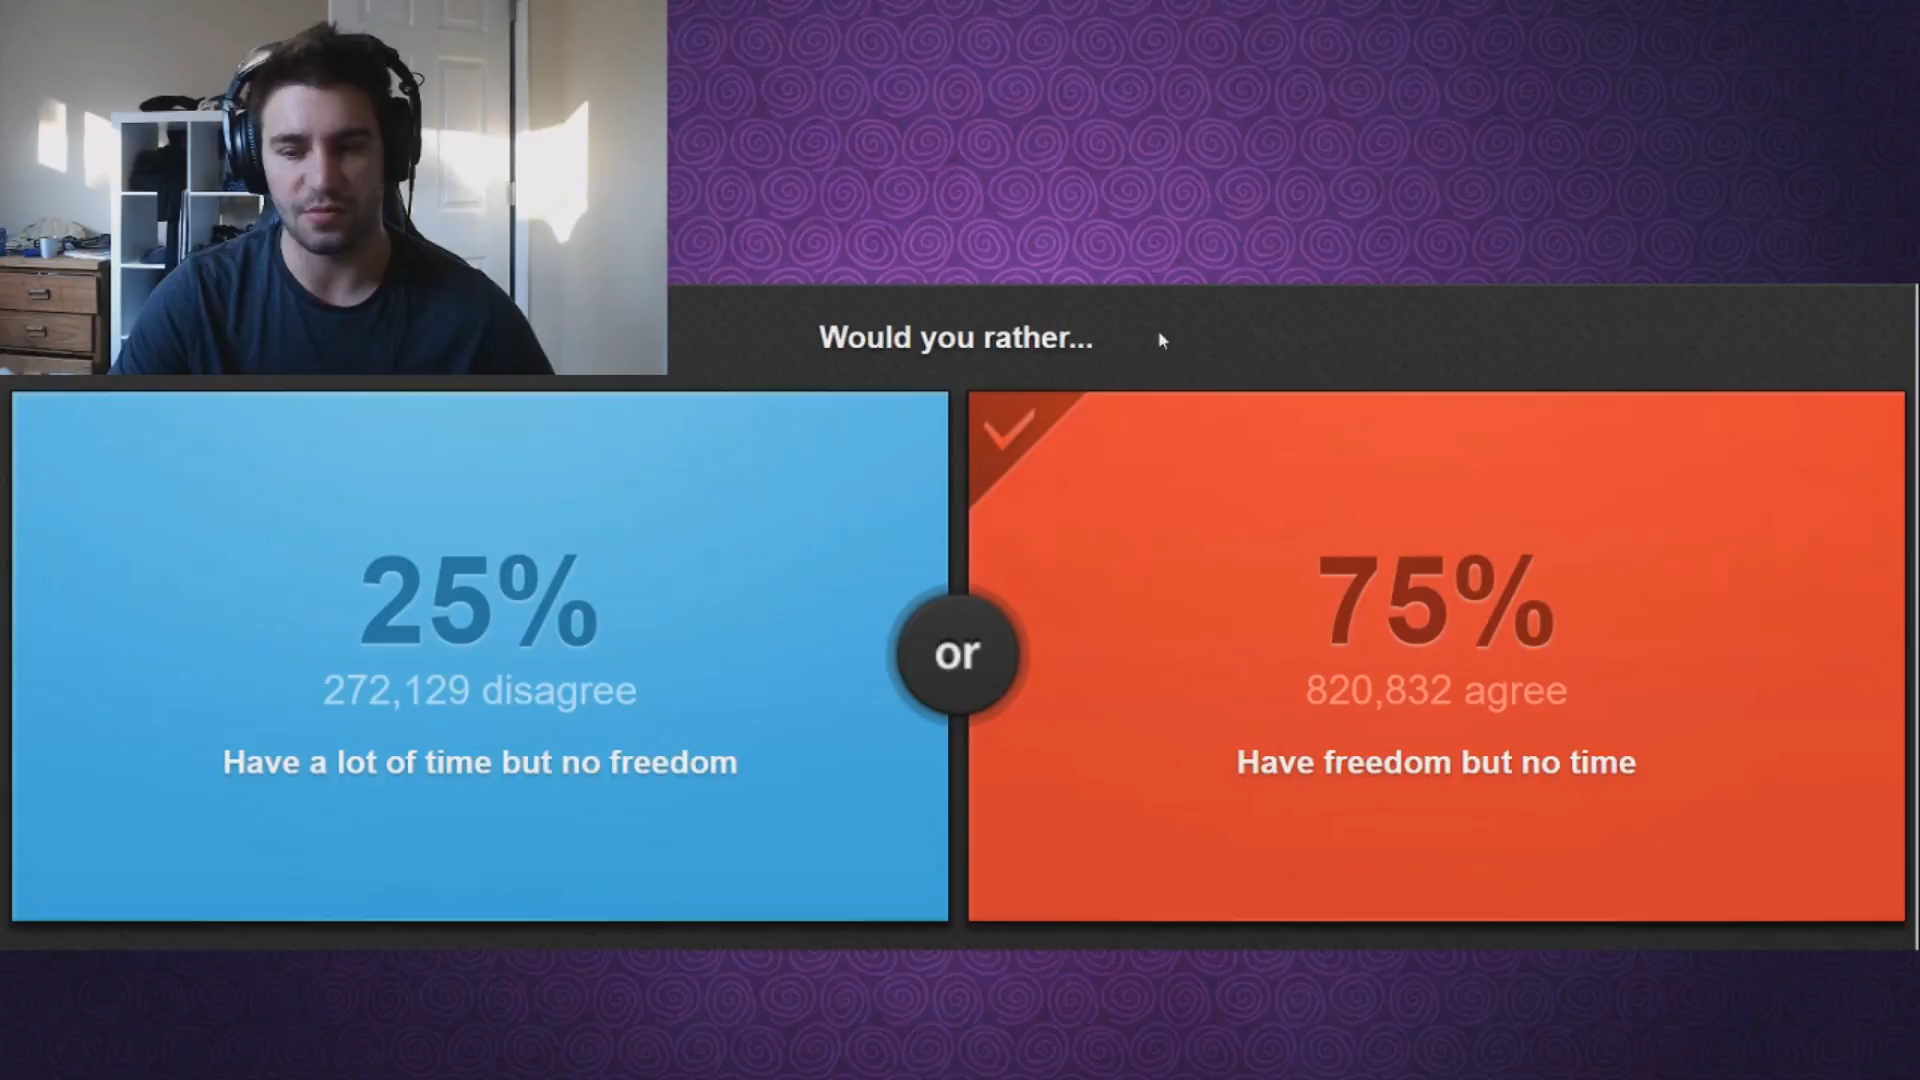 Would you rather...
25%
272,129 disagree
Have a lot of time but no freedom
or
75%
820,832 agree
Have freedom but no time